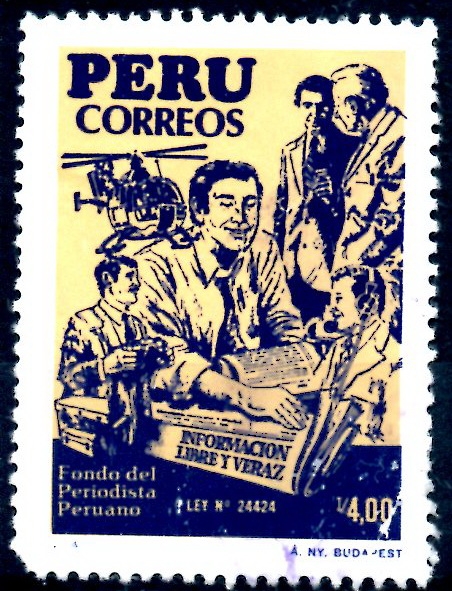 PERU
CORREOS
INFORMACION
LIBRE Y VERAZ
Fondo del
Periodista
Peruano
LEY Nº 24424
I/4,00
Á. NY. BUDAPEST